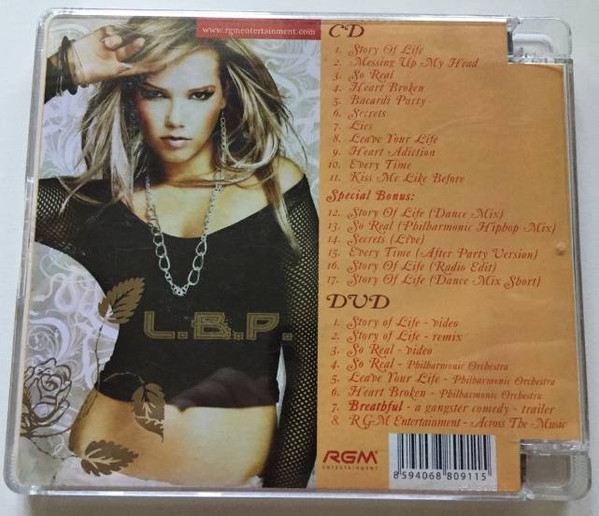 www.rgmentertainment.com
CD
1. Story Of Life
2. Messing Up My Head
3. So Real
4. Heart Broken
5. Bacardi Party
6. Secrets
7. Lies
8. Leave Your Life
9. Heart Adiction
10. Every Time
11. Kiss Me Like Before
Special Bonus:
12. Story Of Life (Dance Mix)
13. So Real (Philharmonic Hiphop Mix)
14. Secrets (Live)
15. Every Time (After Party Version)
16. Story Of Life (Radio Edit)
17. Story Of Life (Dance Mix Short)
DVD
1. Story of Life - video
2. Story of Life - remix
3. So Real - video
4. So Real - Philharmonic Orchestra
5. Leave Your Life - Philharmonic Orchestra
6. Heart Broken - Philharmonic Orchestra
7. Breathful - a gangster comedy - trailer
8. RGM Entertainment - Across The Music
L.B.P.
RGM
ENTERTAINMENT
8594068809115